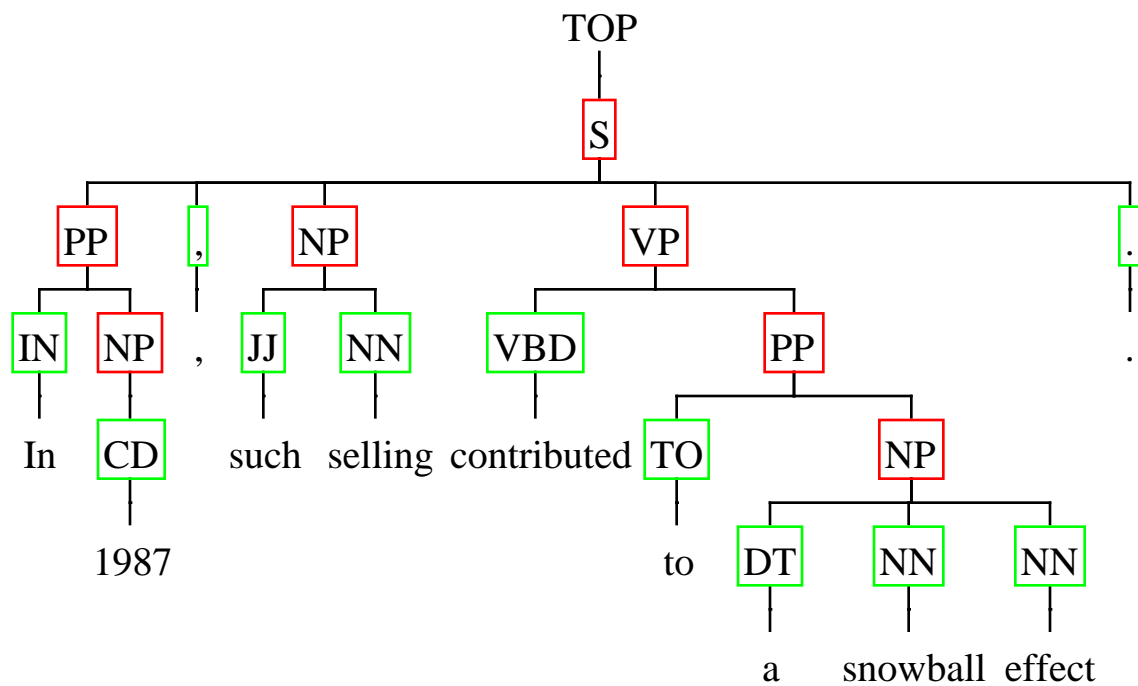 TOP
S
PP , NP VP .
IN NP , JJ NN VBD PP .
In CD such selling contributed TO NP
1987 to DT NN NN
a snowball effect